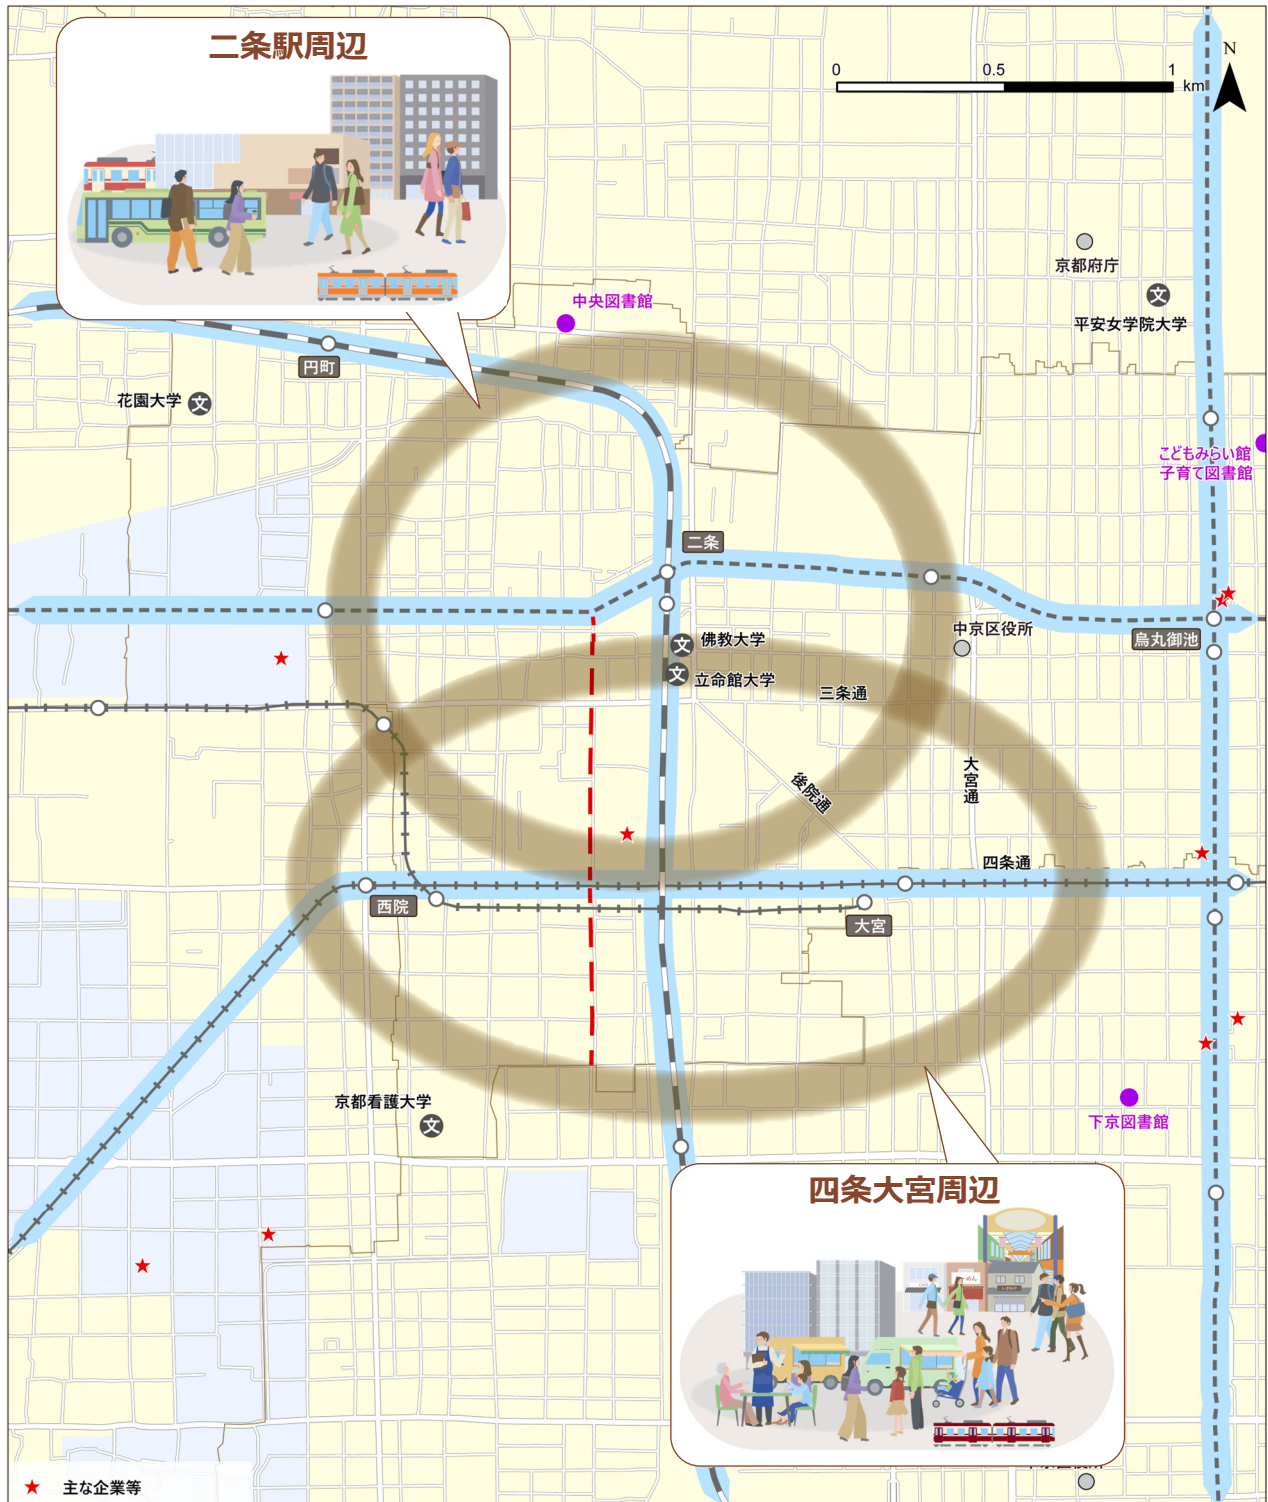 二条駅周辺
0 0.5 1
km
N
京都府庁
文
平安女学院大学
中央図書館
円町
花園大学 文
こどもみらい館
子育て図書館
二条
中京区役所
烏丸御池
文 佛教大学
文 立命館大学
三条通
大宮通
後院通
四条通
西院
大宮
京都看護大学
文
下京図書館
四条大宮周辺
★ 主な企業等